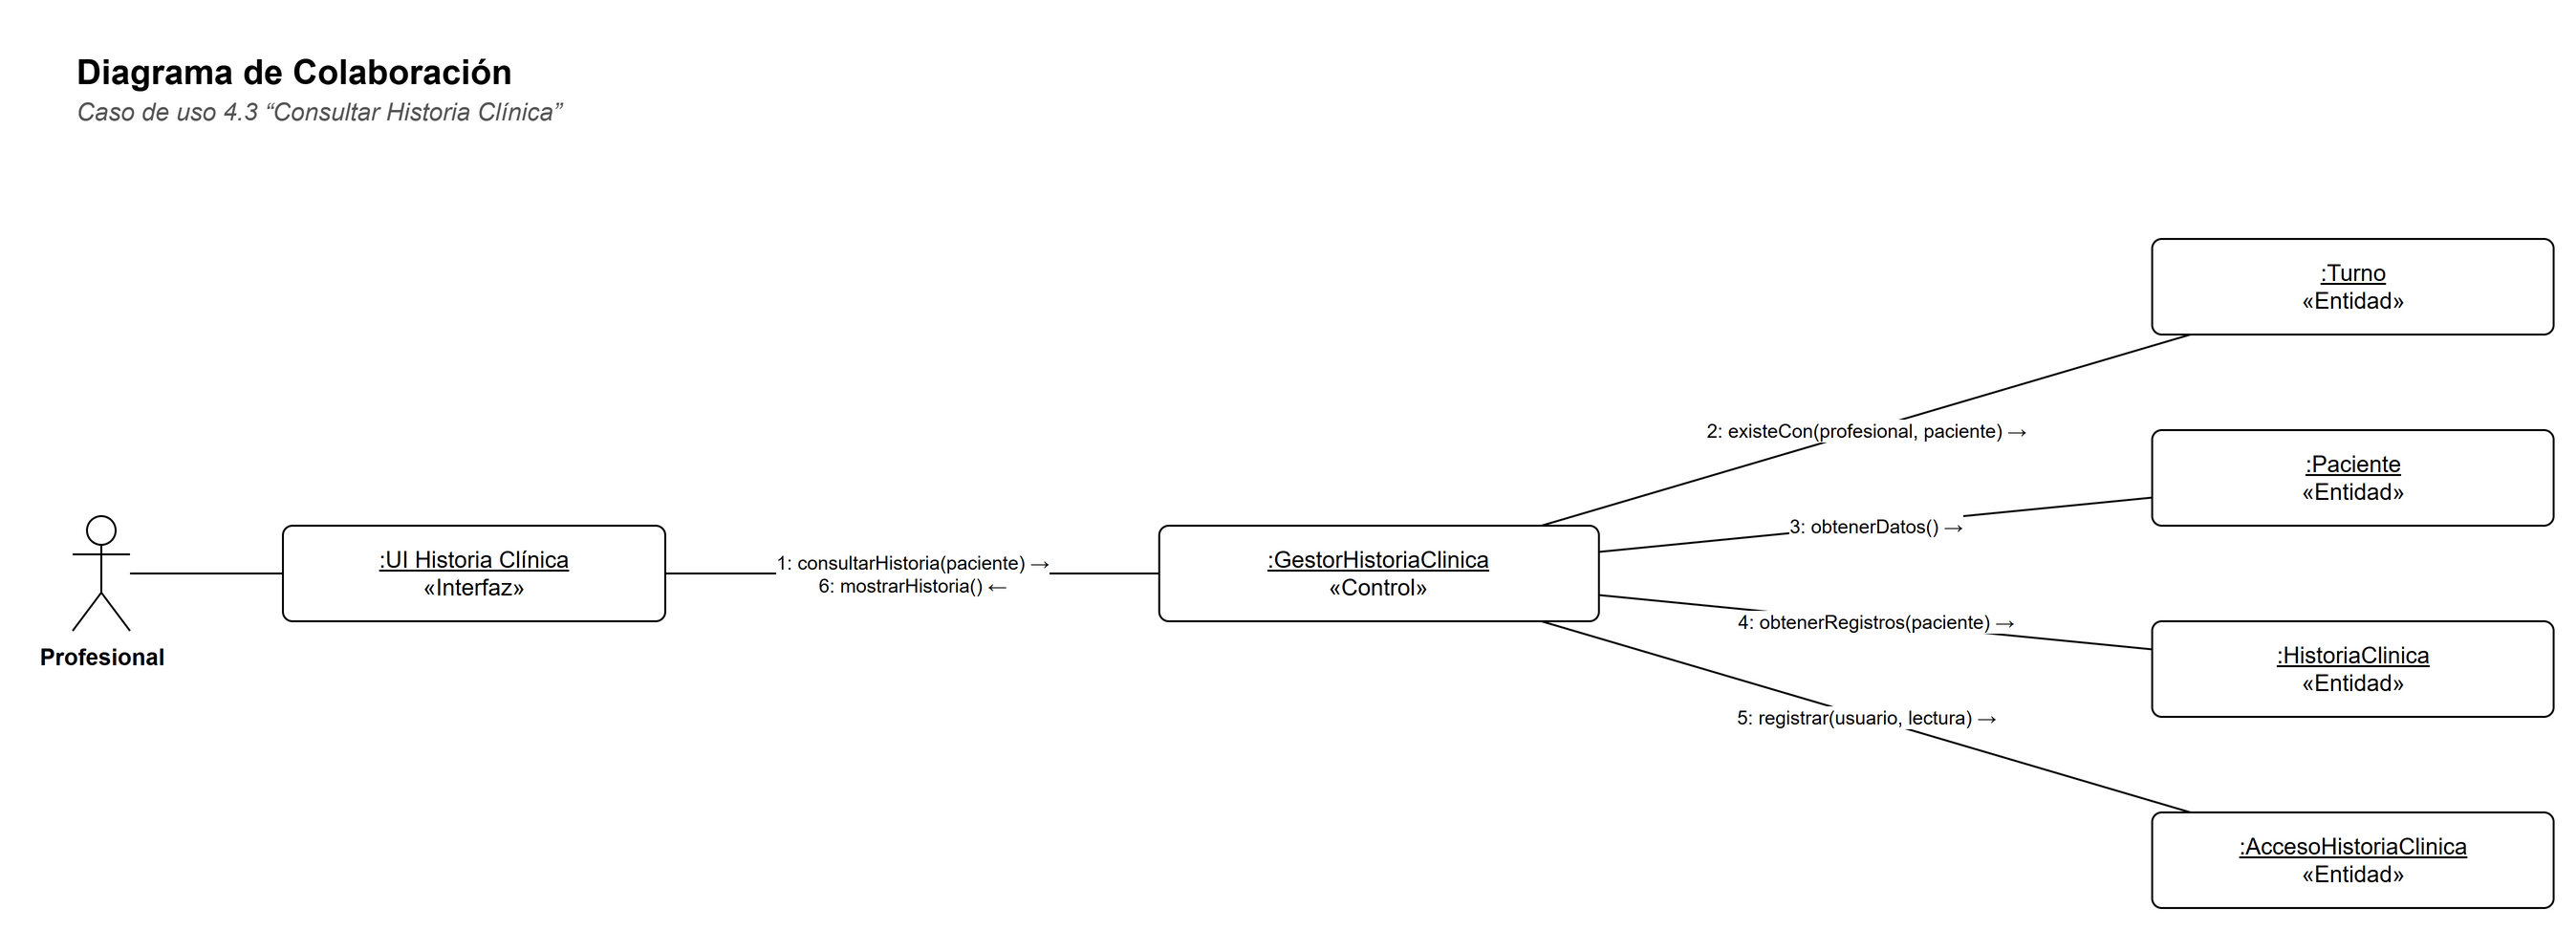 Diagrama de Colaboración
Caso de uso 4.3 “Consultar Historia Clínica”
:Turno
«Entidad»
2: existeCon(profesional, paciente) →
:Paciente
«Entidad»
3: obtenerDatos() →
:UI Historia Clínica
«Interfaz»
1: consultarHistoria(paciente) →
6: mostrarHistoria() ←
:GestorHistoriaClinica
«Control»
4: obtenerRegistros(paciente) →
Profesional
:HistoriaClinica
«Entidad»
5: registrar(usuario, lectura) →
:AccesoHistoriaClinica
«Entidad»